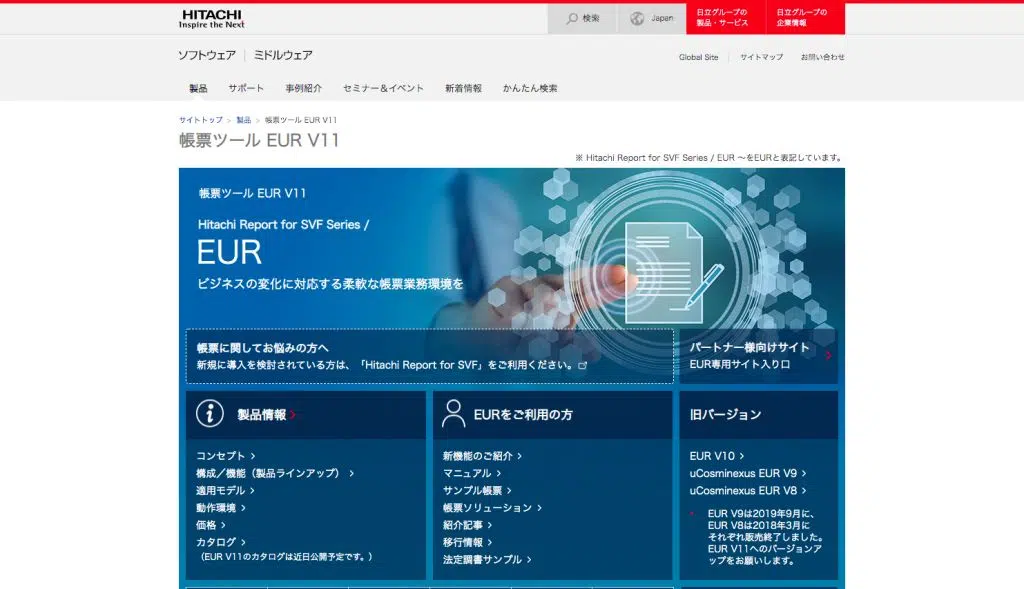 HITACHI
Inspire the Next
検索
Japan
日立グループの
製品・サービス
日立グループの
企業情報
ソフトウェア
ミドルウェア
Global Site
サイトマップ
お問い合わせ
製品
サポート
事例紹介
セミナー＆イベント
新着情報
かんたん検索
サイトトップ > 製品 > 帳票ツール EUR V11
帳票ツール EUR V11
※ Hitachi Report for SVF Series / EUR ～をEURと表記しています。
帳票ツール EUR V11
Hitachi Report for SVF Series /
EUR
ビジネスの変化に対応する柔軟な帳票業務環境を
帳票に関してお悩みの方へ
新規に導入を検討されている方は、「Hitachi Report for SVF」をご利用ください。
パートナー様向けサイト
EUR専用サイト入り口
製品情報
コンセプト
構成／機能（製品ラインアップ）
適用モデル
動作環境
価格
カタログ
（EUR V11のカタログは近日公開予定です。）
EURをご利用の方
新機能のご紹介
マニュアル
サンプル帳票
帳票ソリューション
紹介記事
移行情報
法定調書サンプル
旧バージョン
EUR V10
uCosminexus EUR V9
uCosminexus EUR V8
EUR V9は2019年9月に、
EUR V8は2018年3月に
それぞれ販売終了しました。
EUR V11へのバージョンア
ップをお願いします。